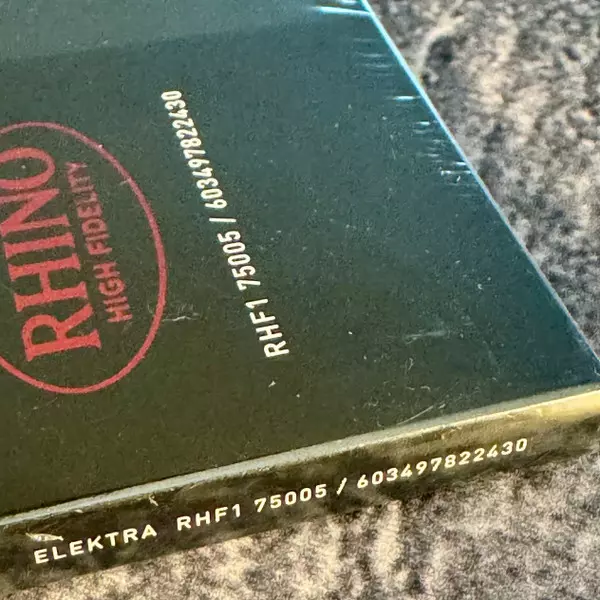 RHINO
HIGH FIDELITY
RHF1 75005 / 603497822430
ELEKTRA RHF1 75005 / 603497822430